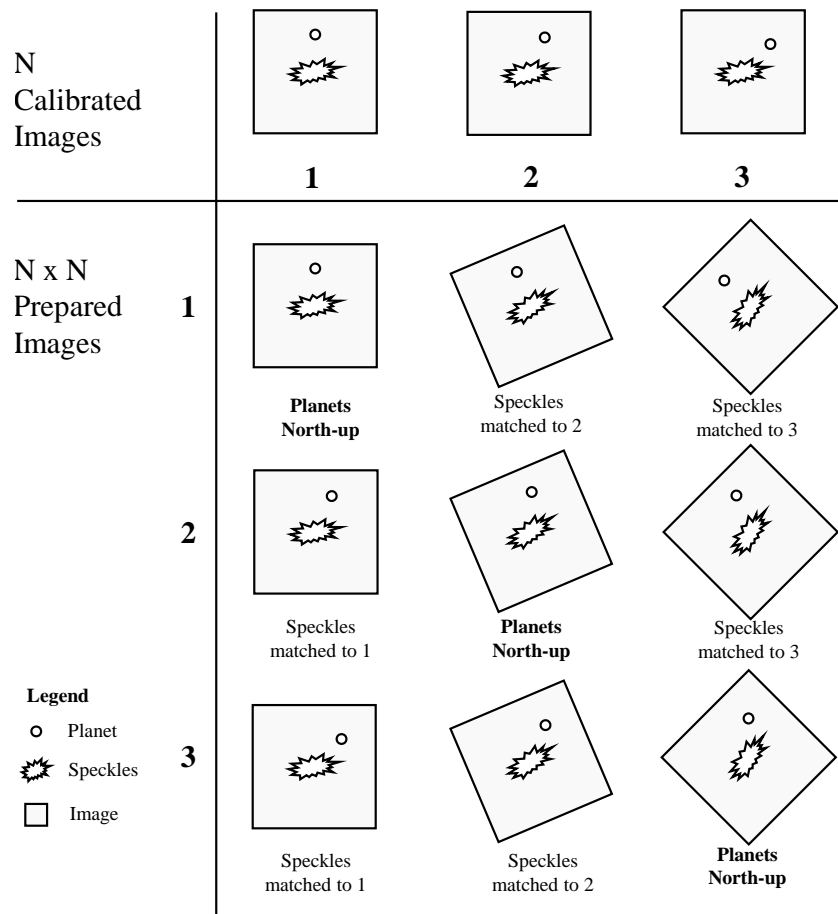 N
Calibrated
Images
1 2 3
N x N
Prepared
Images
1
Planets
North-up
Speckles
matched to 2
Speckles
matched to 3
2
Speckles
matched to 1
Planets
North-up
Speckles
matched to 3
Legend
Planet
Speckles
Image
3
Speckles
matched to 1
Speckles
matched to 2
Planets
North-up